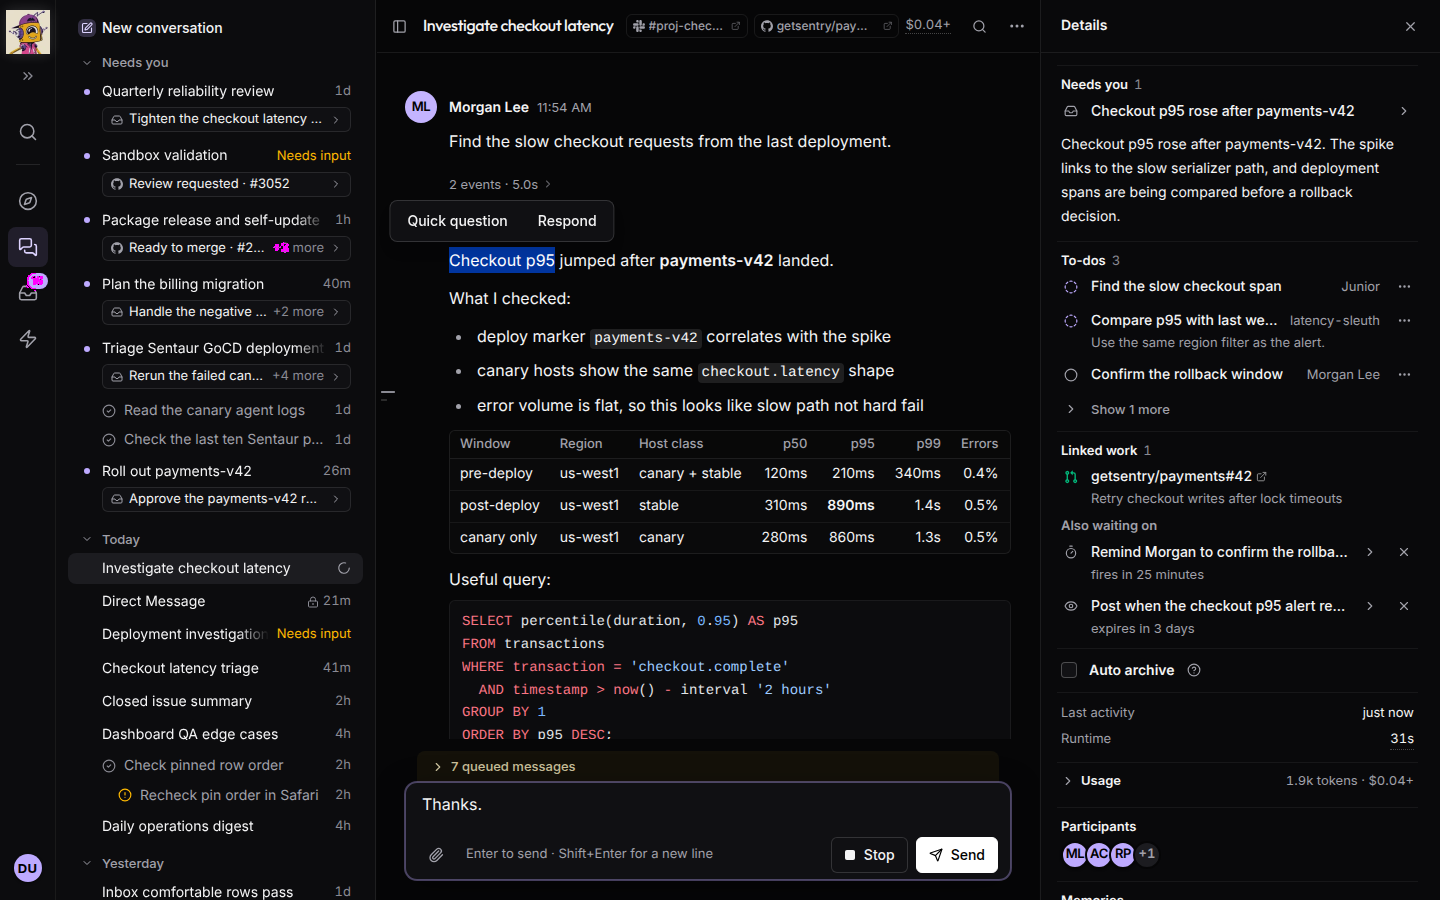 New conversation
Needs you
Quarterly reliability review 1d
Tighten the checkout latency ...
Sandbox validation Needs input
Review requested · #3052
Package release and self-update 1h
Ready to merge · #2... more
Plan the billing migration 40m
Handle the negative ... +2 more
Triage Sentaur GoCD deployment 1d
Rerun the failed can... +4 more
Read the canary agent logs 1d
Check the last ten Sentaur p... 1d
Roll out payments-v42 26m
Approve the payments-v42 r...
Today
Investigate checkout latency
Direct Message 21m
Deployment investigation Needs input
Checkout latency triage 41m
Closed issue summary 2h
Dashboard QA edge cases 4h
Check pinned row order 2h
Recheck pin order in Safari 2h
Daily operations digest 4h
Yesterday
Inbox comfortable rows pass 1d
DU
Investigate checkout latency #proj-chec... getsentry/pay... $0.04+
ML Morgan Lee 11:54 AM
Find the slow checkout requests from the last deployment.
2 events · 5.0s
Quick question Respond
Checkout p95 jumped after payments-v42 landed.
What I checked:
• deploy marker payments-v42 correlates with the spike
• canary hosts show the same checkout.latency shape
• error volume is flat, so this looks like slow path not hard fail
Window Region Host class p50 p95 p99 Errors
pre-deploy us-west1 canary + stable 120ms 210ms 340ms 0.4%
post-deploy us-west1 stable 310ms 890ms 1.4s 0.5%
canary only us-west1 canary 280ms 860ms 1.3s 0.5%
Useful query:
SELECT percentile(duration, 0.95) AS p95
FROM transactions
WHERE transaction = 'checkout.complete'
AND timestamp > now() - interval '2 hours'
GROUP BY 1
ORDER BY p95 DESC;
7 queued messages
Thanks.
Enter to send · Shift+Enter for a new line
Stop
Send
Details
Needs you 1
Checkout p95 rose after payments-v42
Checkout p95 rose after payments-v42. The spike
links to the slow serializer path, and deployment
spans are being compared before a rollback
decision.
To-dos 3
Find the slow checkout span Junior
Compare p95 with last we... latency-sleuth
Use the same region filter as the alert.
Confirm the rollback window Morgan Lee
Show 1 more
Linked work 1
getsentry/payments#42
Retry checkout writes after lock timeouts
Also waiting on
Remind Morgan to confirm the rollba...
fires in 25 minutes
Post when the checkout p95 alert re...
expires in 3 days
Auto archive
Last activity just now
Runtime 31s
Usage 1.9k tokens · $0.04+
Participants
ML AC RP +1
Memories